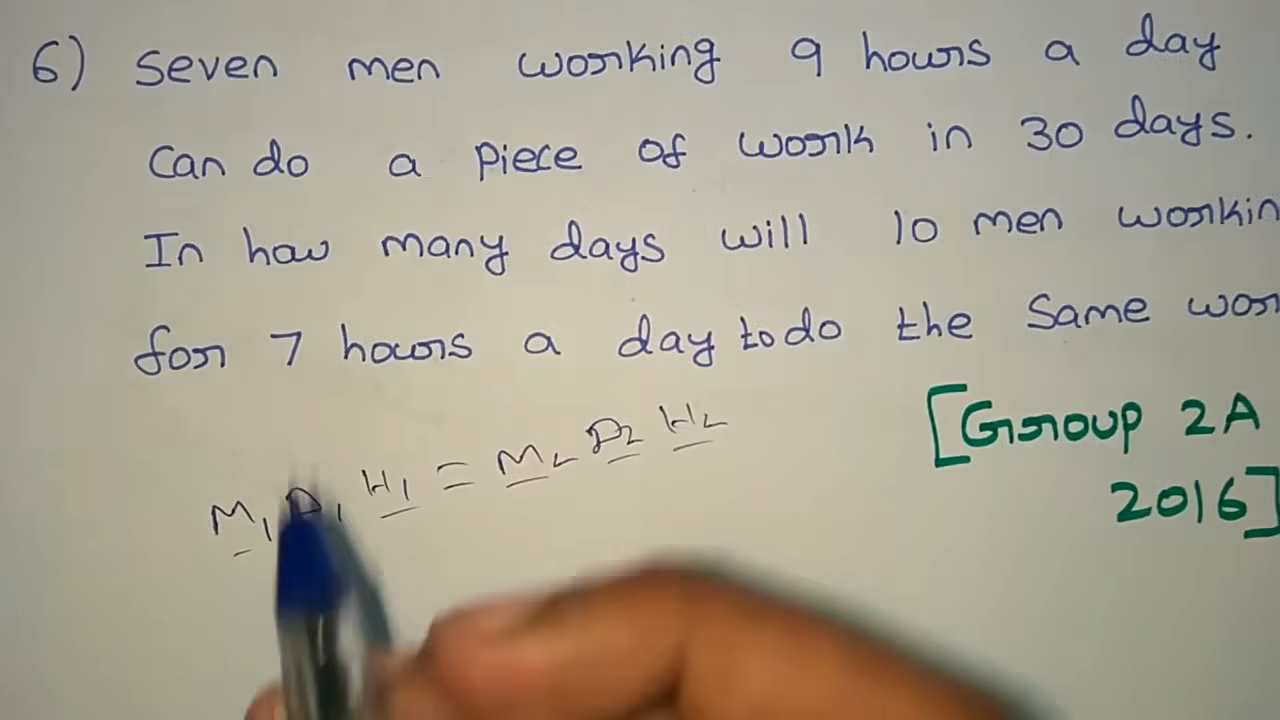 6) Seven men working 9 hours a day
Can do a piece of work in 30 days.
In how many days will 10 men workin
for 7 hours a day to do the same wor
[Group 2A
2016]
M₁ D₁ H₁ = M₂ D₂ H₂